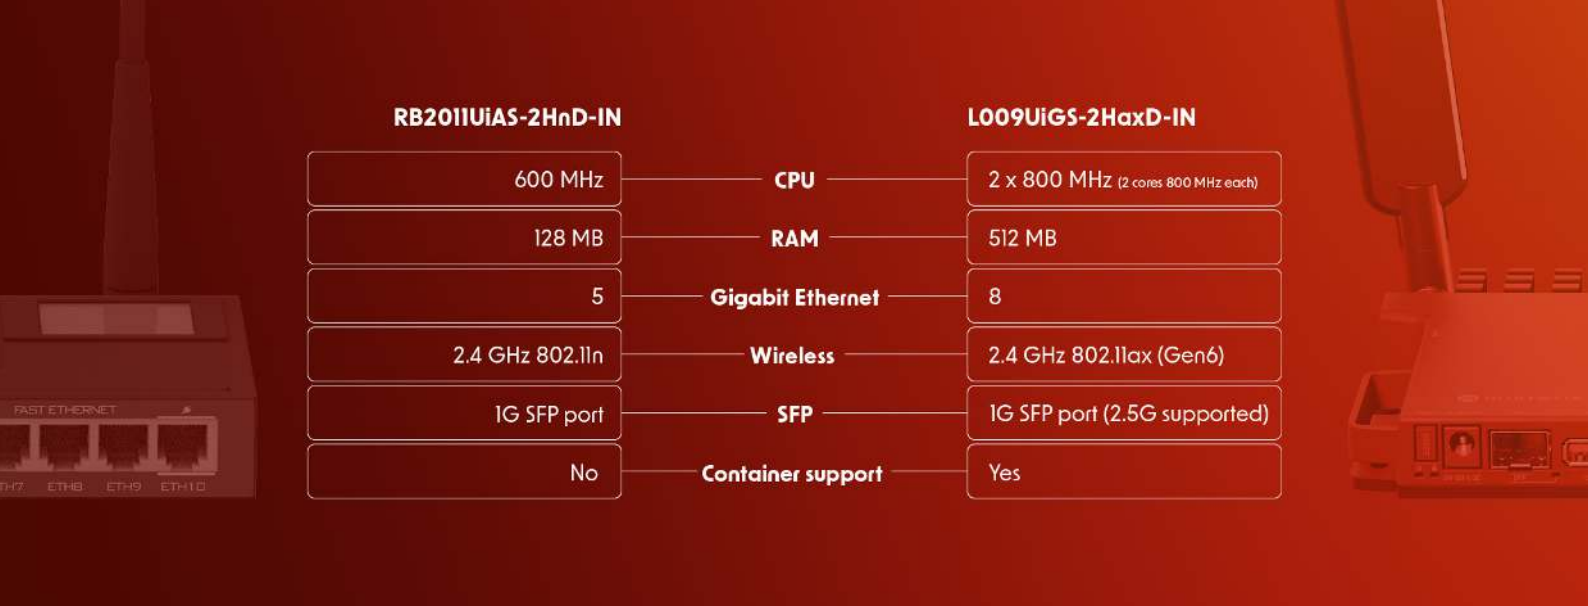 RB2011UiAS-2HnD-IN
L009UiGS-2HaxD-IN
600 MHz CPU 2 x 800 MHz (2 cores 800 MHz each)
128 MB RAM 512 MB
5 Gigabit Ethernet 8
2.4 GHz 802.11n Wireless 2.4 GHz 802.11ax (Gen6)
1G SFP port SFP 1G SFP port (2.5G supported)
No Container support Yes
FAST ETHERNET
ETH8 ETH9 ETH10